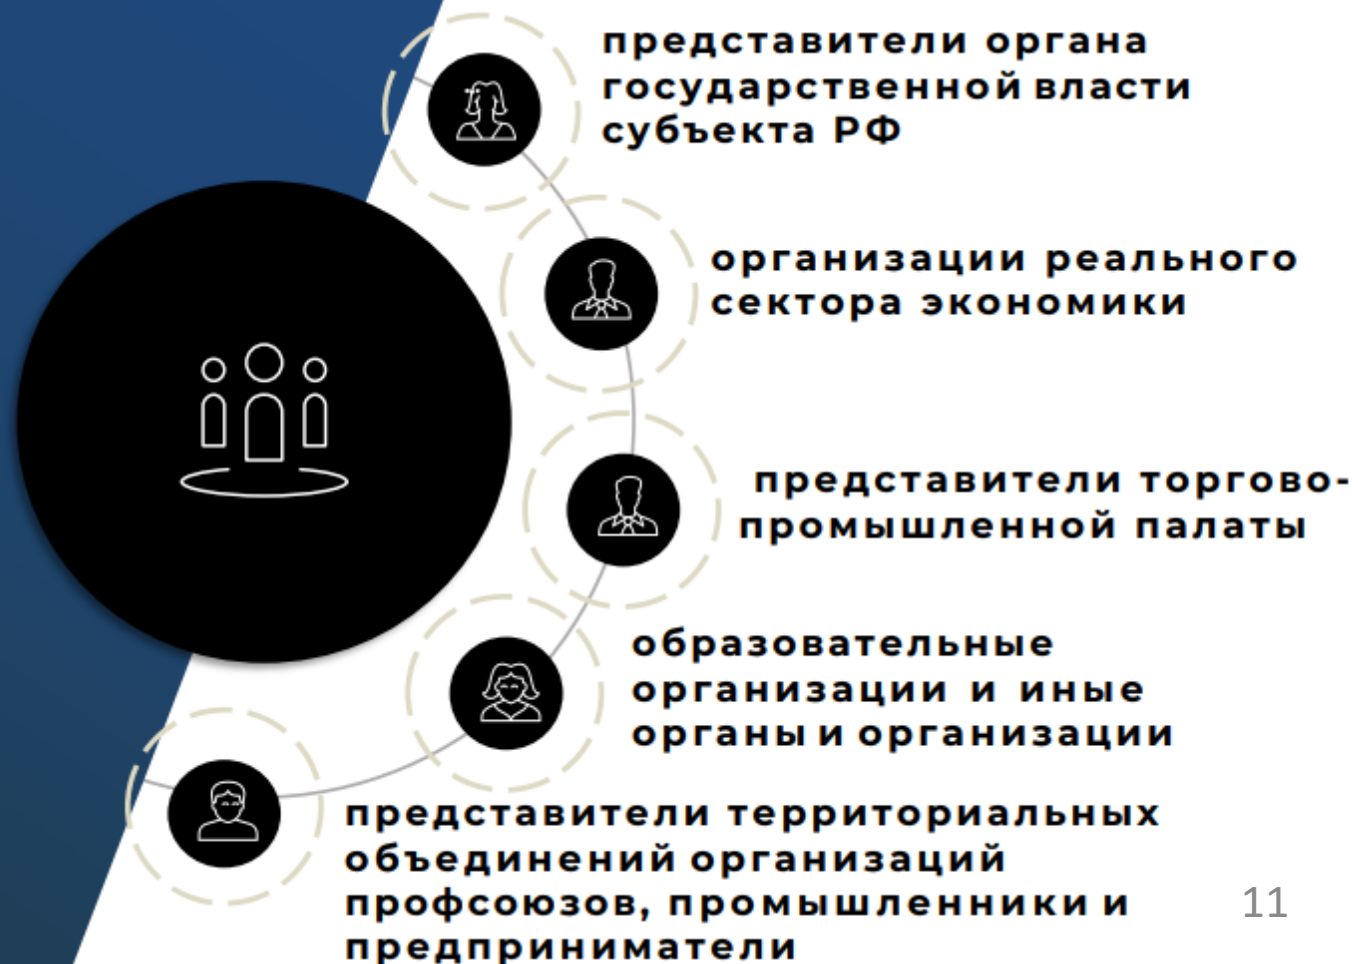 представители органа
государственной власти
субъекта РФ
организации реального
сектора экономики
представители торгово-
промышленной палаты
образовательные
организации и иные
органы и организации
представители территориальных
объединений организаций
профсоюзов, промышленники и
предприниматели
11